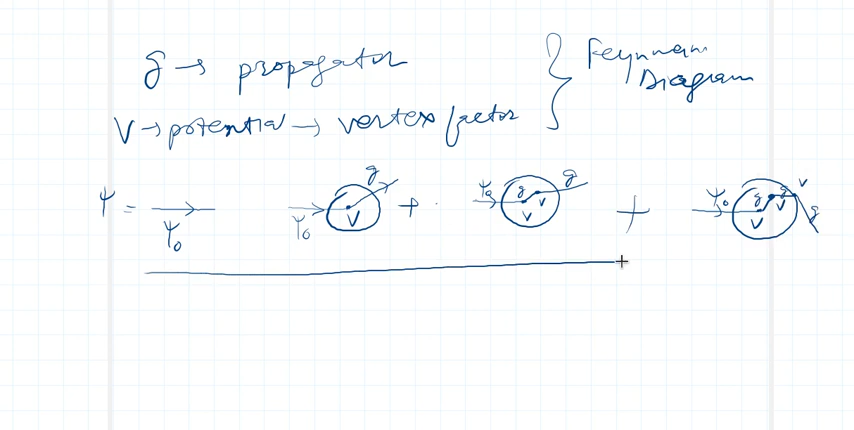 g → propagator
V → potential → vertex factor
Feynman
Diagram
ψ = ψ₀ ψ₀ V g + ψ₀ g V V g + ψ₀ g g V V V g